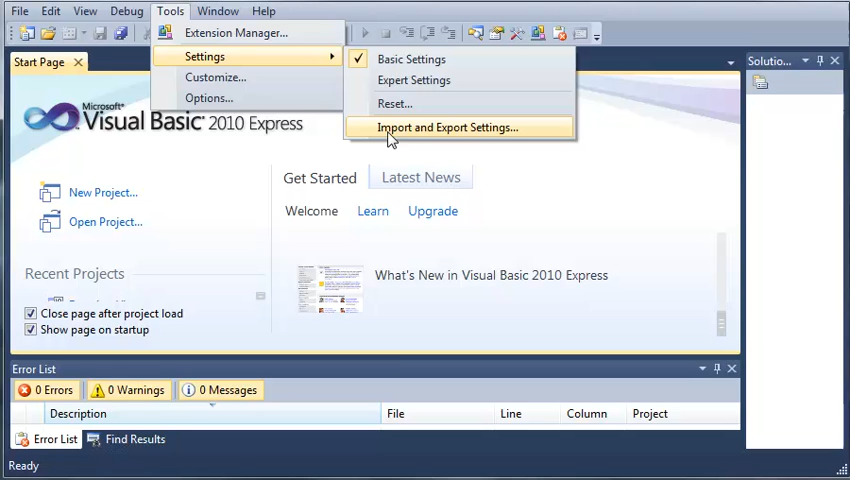 File Edit View Debug Tools Window Help
Extension Manager...
Settings
Customize...
Options...
Basic Settings
Expert Settings
Reset...
Import and Export Settings...
Start Page
Solutio...
Microsoft®
Visual Basic 2010 Express
New Project...
Open Project...
Recent Projects
Close page after project load
Show page on startup
Get Started Latest News
Welcome Learn Upgrade
What's New in Visual Basic 2010 Express
Error List
0 Errors 0 Warnings 0 Messages
Description File Line Column Project
Error List Find Results
Ready